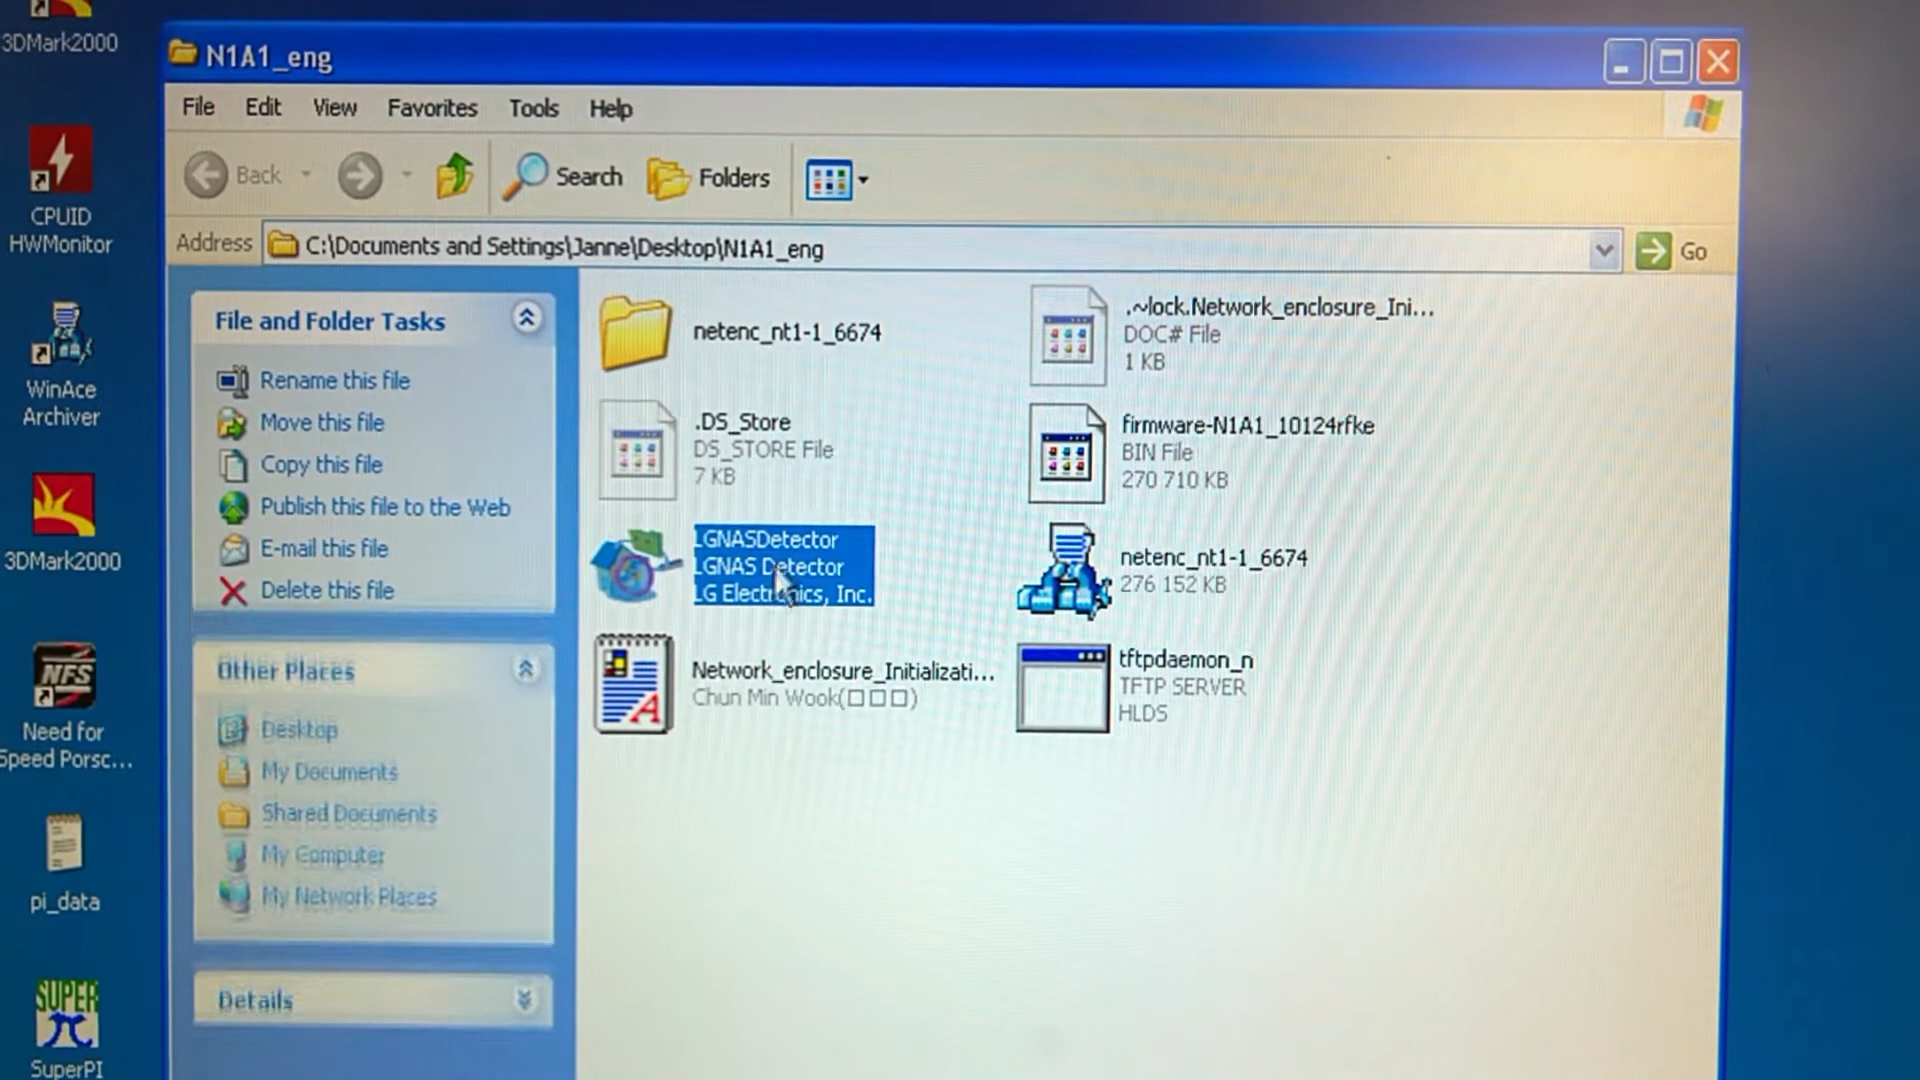 3DMark2000
CPUID
HWMonitor
WinAce
Archiver
3DMark2000
NFS
Need for
Speed Porsc...
pi_data
SUPER
π
SuperPI
N1A1_eng
File Edit View Favorites Tools Help
Back Search Folders
Address C:\Documents and Settings\Janne\Desktop\N1A1_eng Go
File and Folder Tasks
Rename this file
Move this file
Copy this file
Publish this file to the Web
E-mail this file
Delete this file
Other Places
Desktop
My Documents
Shared Documents
My Computer
My Network Places
Details
netenc_nt1-1_6674
.~lock.Network_enclosure_Ini...
DOC# File
1 KB
.DS_Store
DS_STORE File
7 KB
firmware-N1A1_10124rfke
BIN File
270 710 KB
LGNASDetector
LGNAS Detector
LG Electronics, Inc.
netenc_nt1-1_6674
276 152 KB
Network_enclosure_Initializati...
Chun Min Wook(□□□)
tftpdaemon_n
TFTP SERVER
HLDS